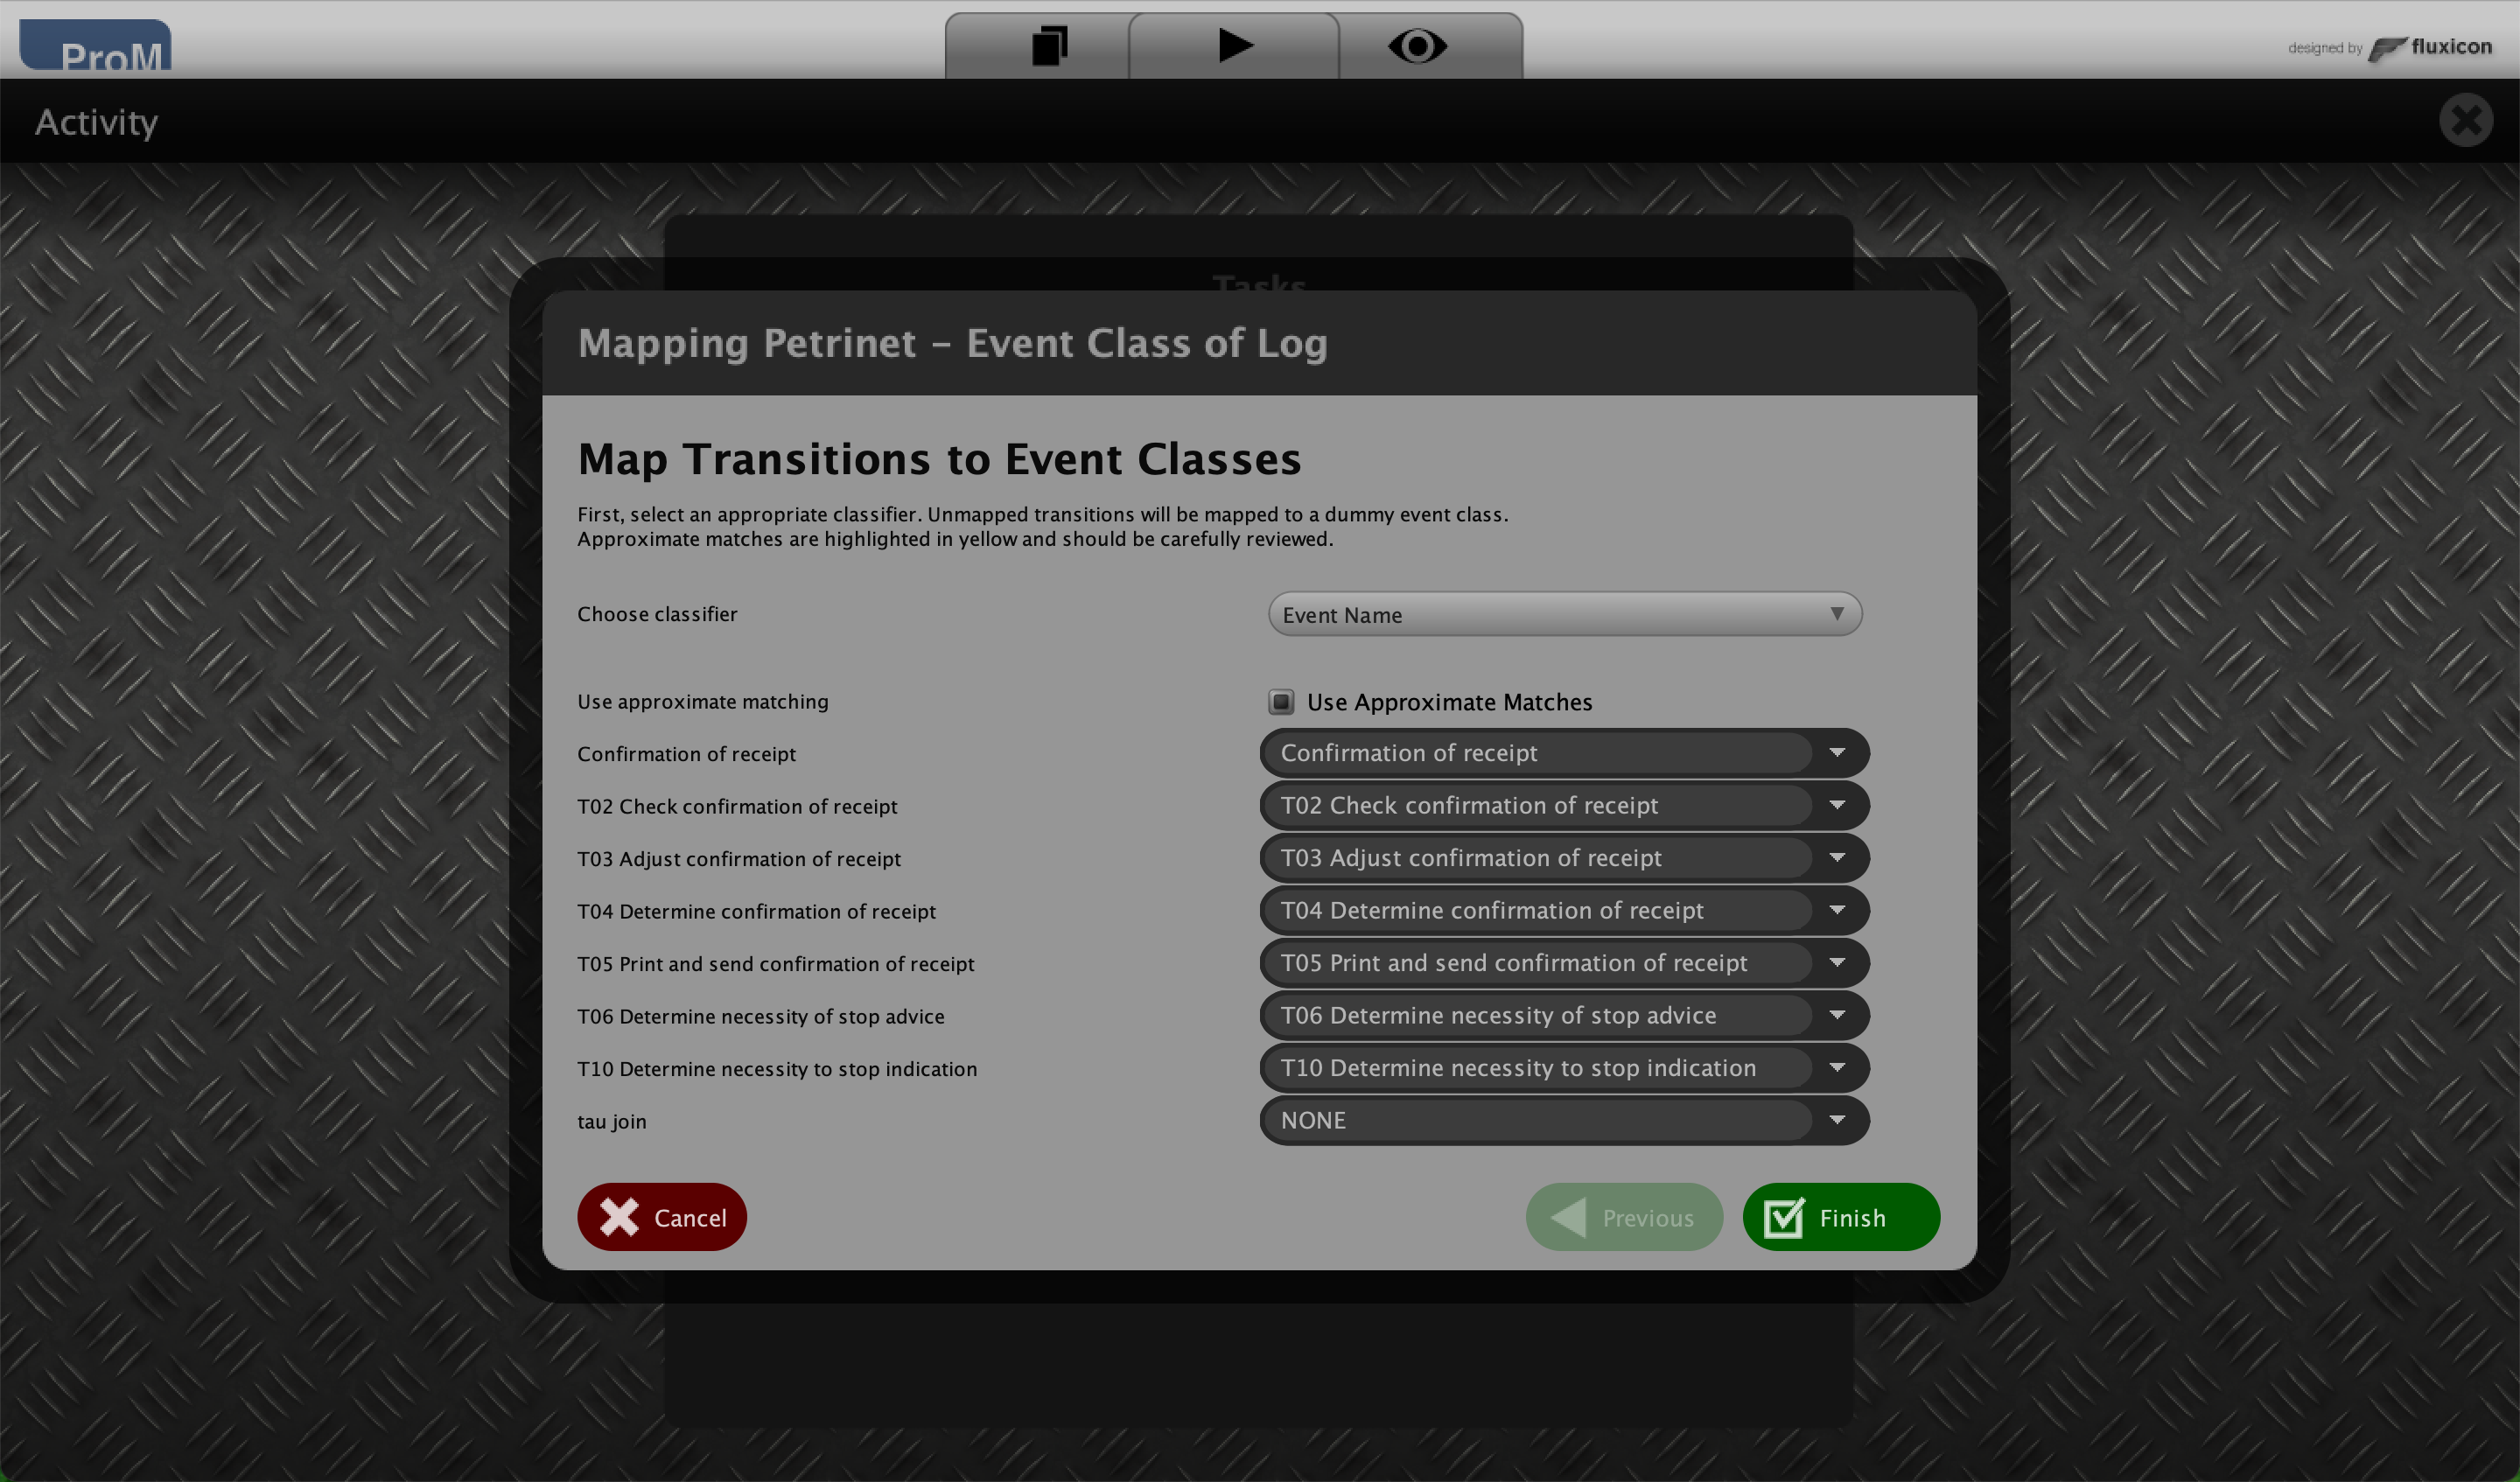 ProM
designed by fluxicon
Activity
Tasks
Mapping Petrinet – Event Class of Log
Map Transitions to Event Classes
First, select an appropriate classifier. Unmapped transitions will be mapped to a dummy event class.
Approximate matches are highlighted in yellow and should be carefully reviewed.
Choose classifier Event Name
Use approximate matching Use Approximate Matches
Confirmation of receipt Confirmation of receipt
T02 Check confirmation of receipt T02 Check confirmation of receipt
T03 Adjust confirmation of receipt T03 Adjust confirmation of receipt
T04 Determine confirmation of receipt T04 Determine confirmation of receipt
T05 Print and send confirmation of receipt T05 Print and send confirmation of receipt
T06 Determine necessity of stop advice T06 Determine necessity of stop advice
T10 Determine necessity to stop indication T10 Determine necessity to stop indication
tau join NONE
Cancel Previous Finish